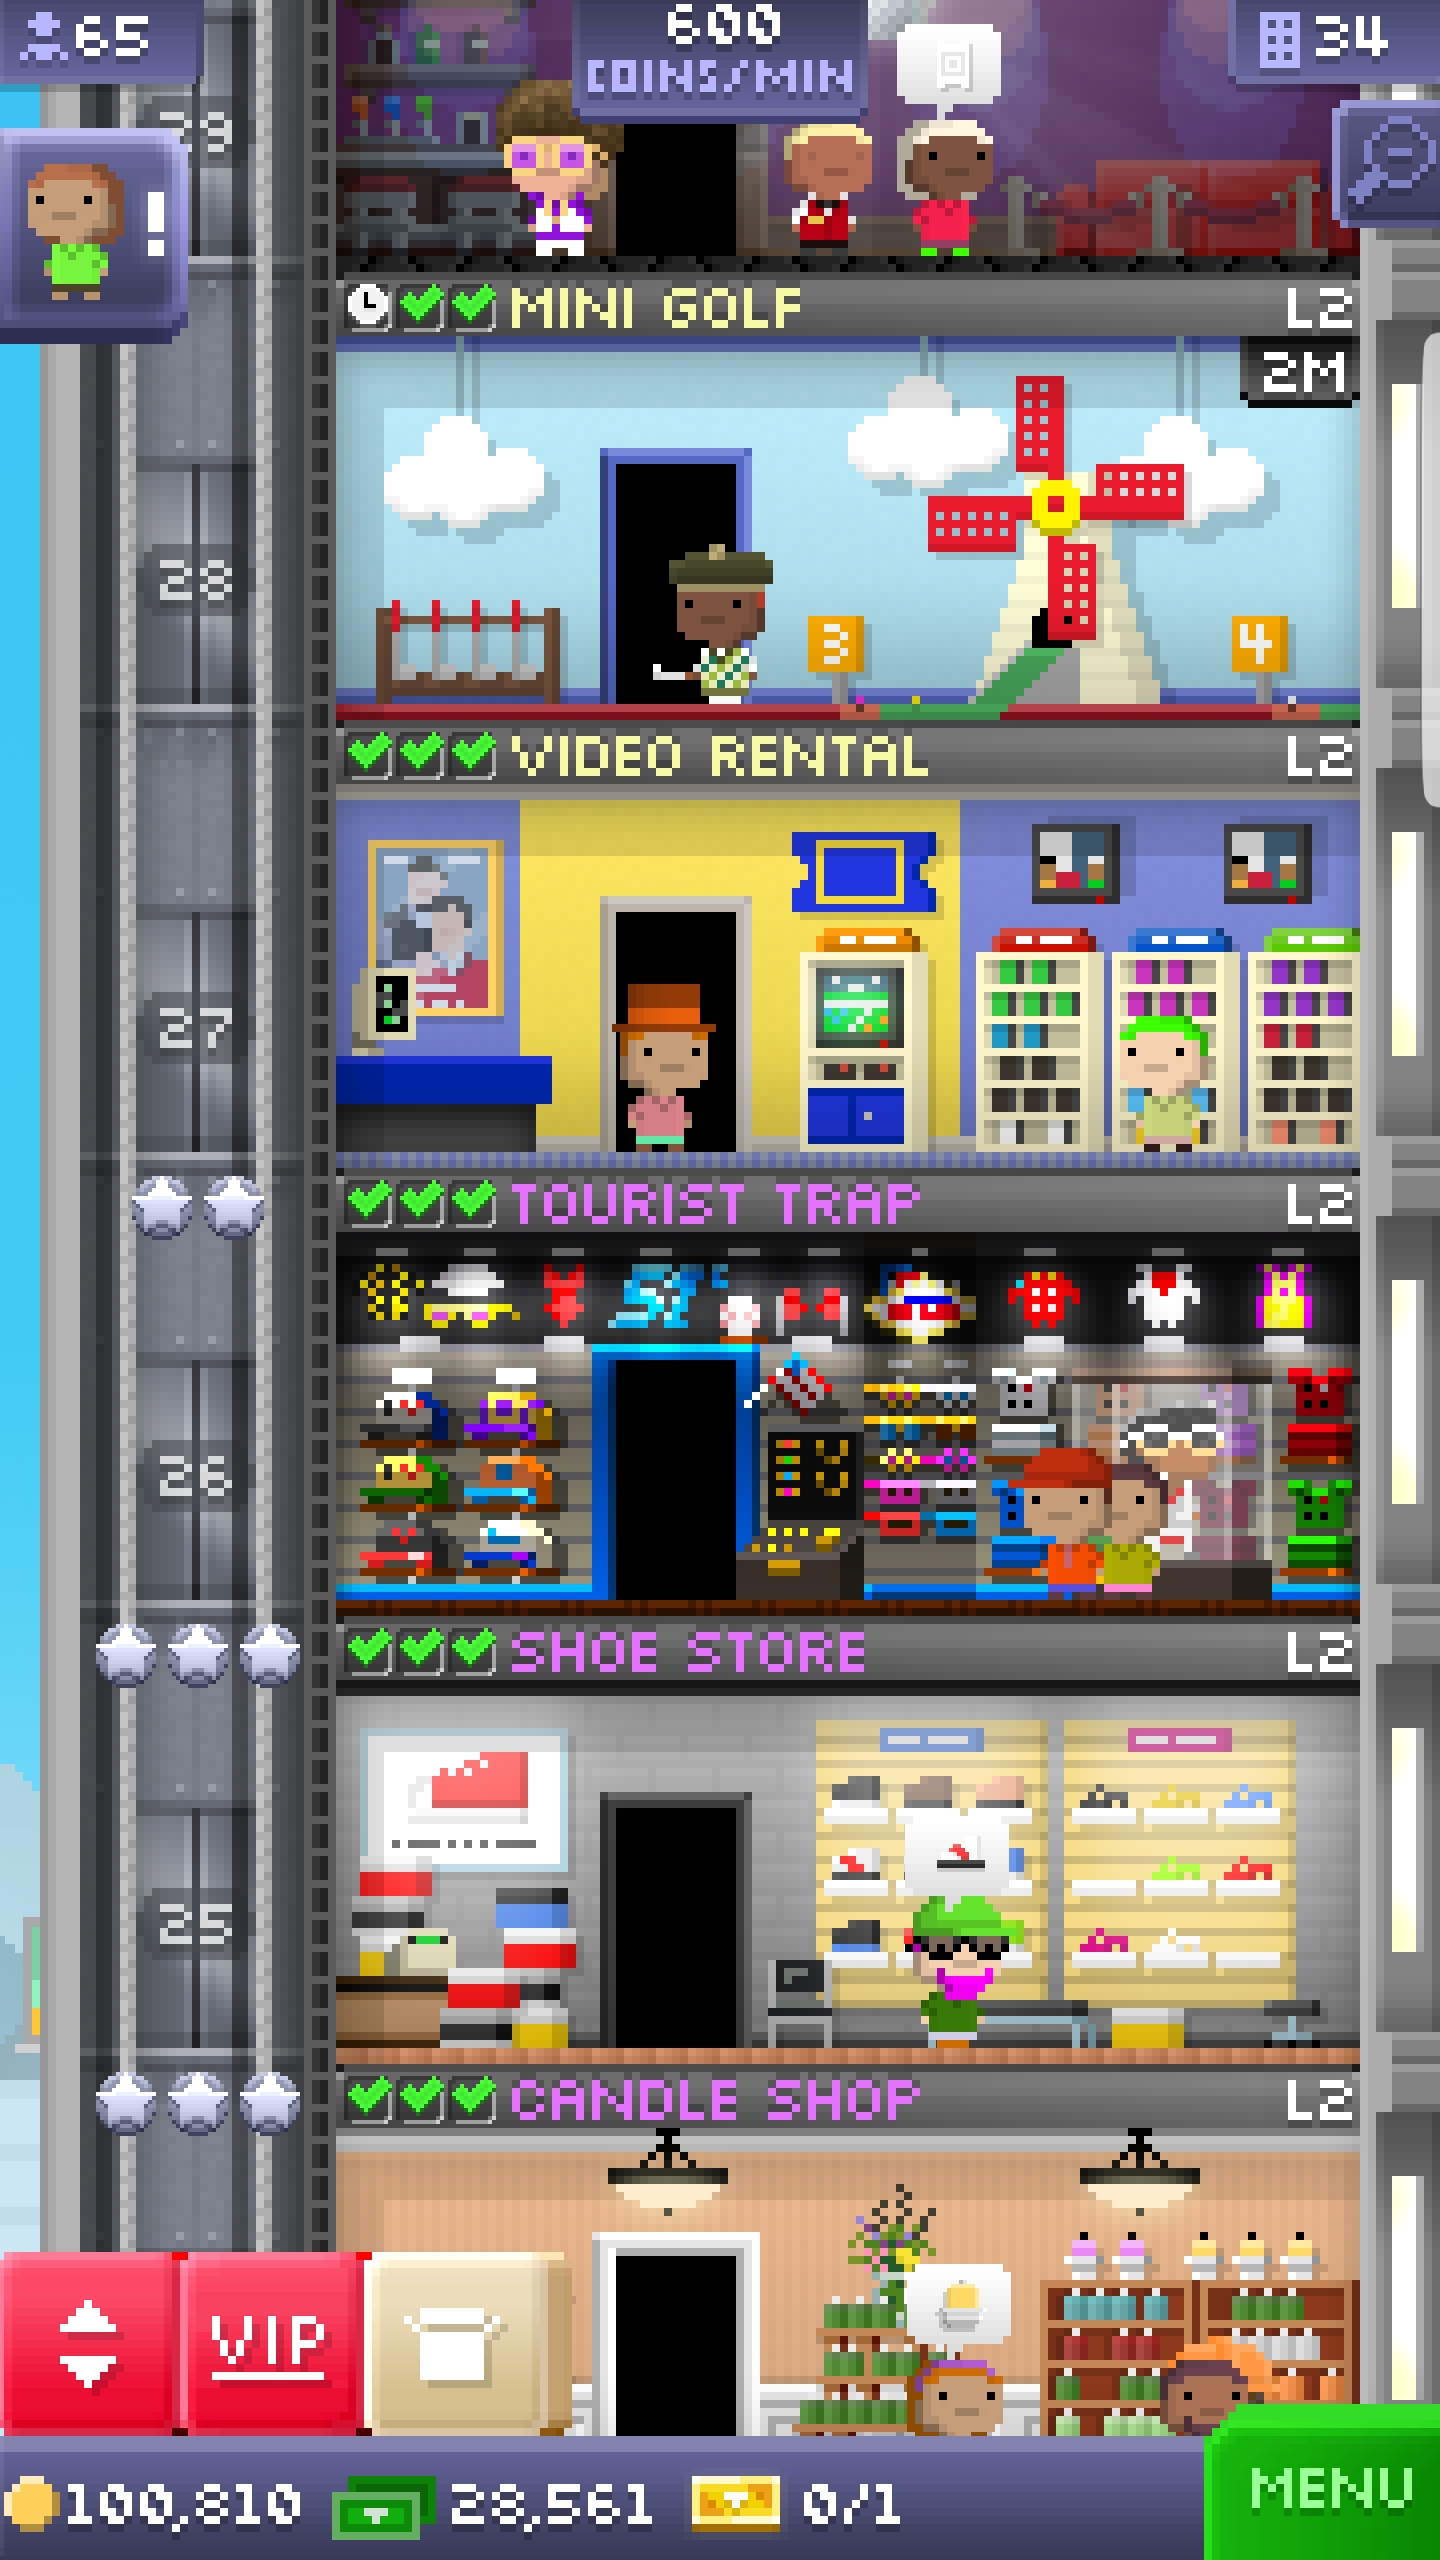 65
600
COINS/MIN
34
!
MINI GOLF L2
2M
3
4
28
VIDEO RENTAL L2
27
TOURIST TRAP L2
26
SHOE STORE L2
25
CANDLE SHOP L2
VIP
100,810
28,561
0/1
MENU